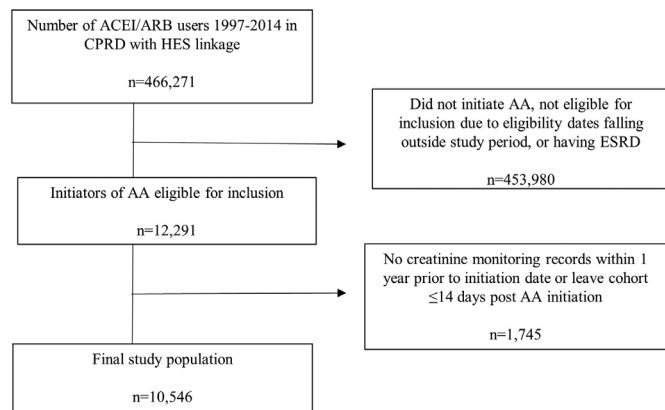 Number of ACEI/ARB users 1997-2014 in
CPRD with HES linkage
n=466,271
Did not initiate AA, not eligible for
inclusion due to eligibility dates falling
outside study period, or having ESRD
n=453,980
Initiators of AA eligible for inclusion
n=12,291
No creatinine monitoring records within 1
year prior to initiation date or leave cohort
≤14 days post AA initiation
n=1,745
Final study population
n=10,546